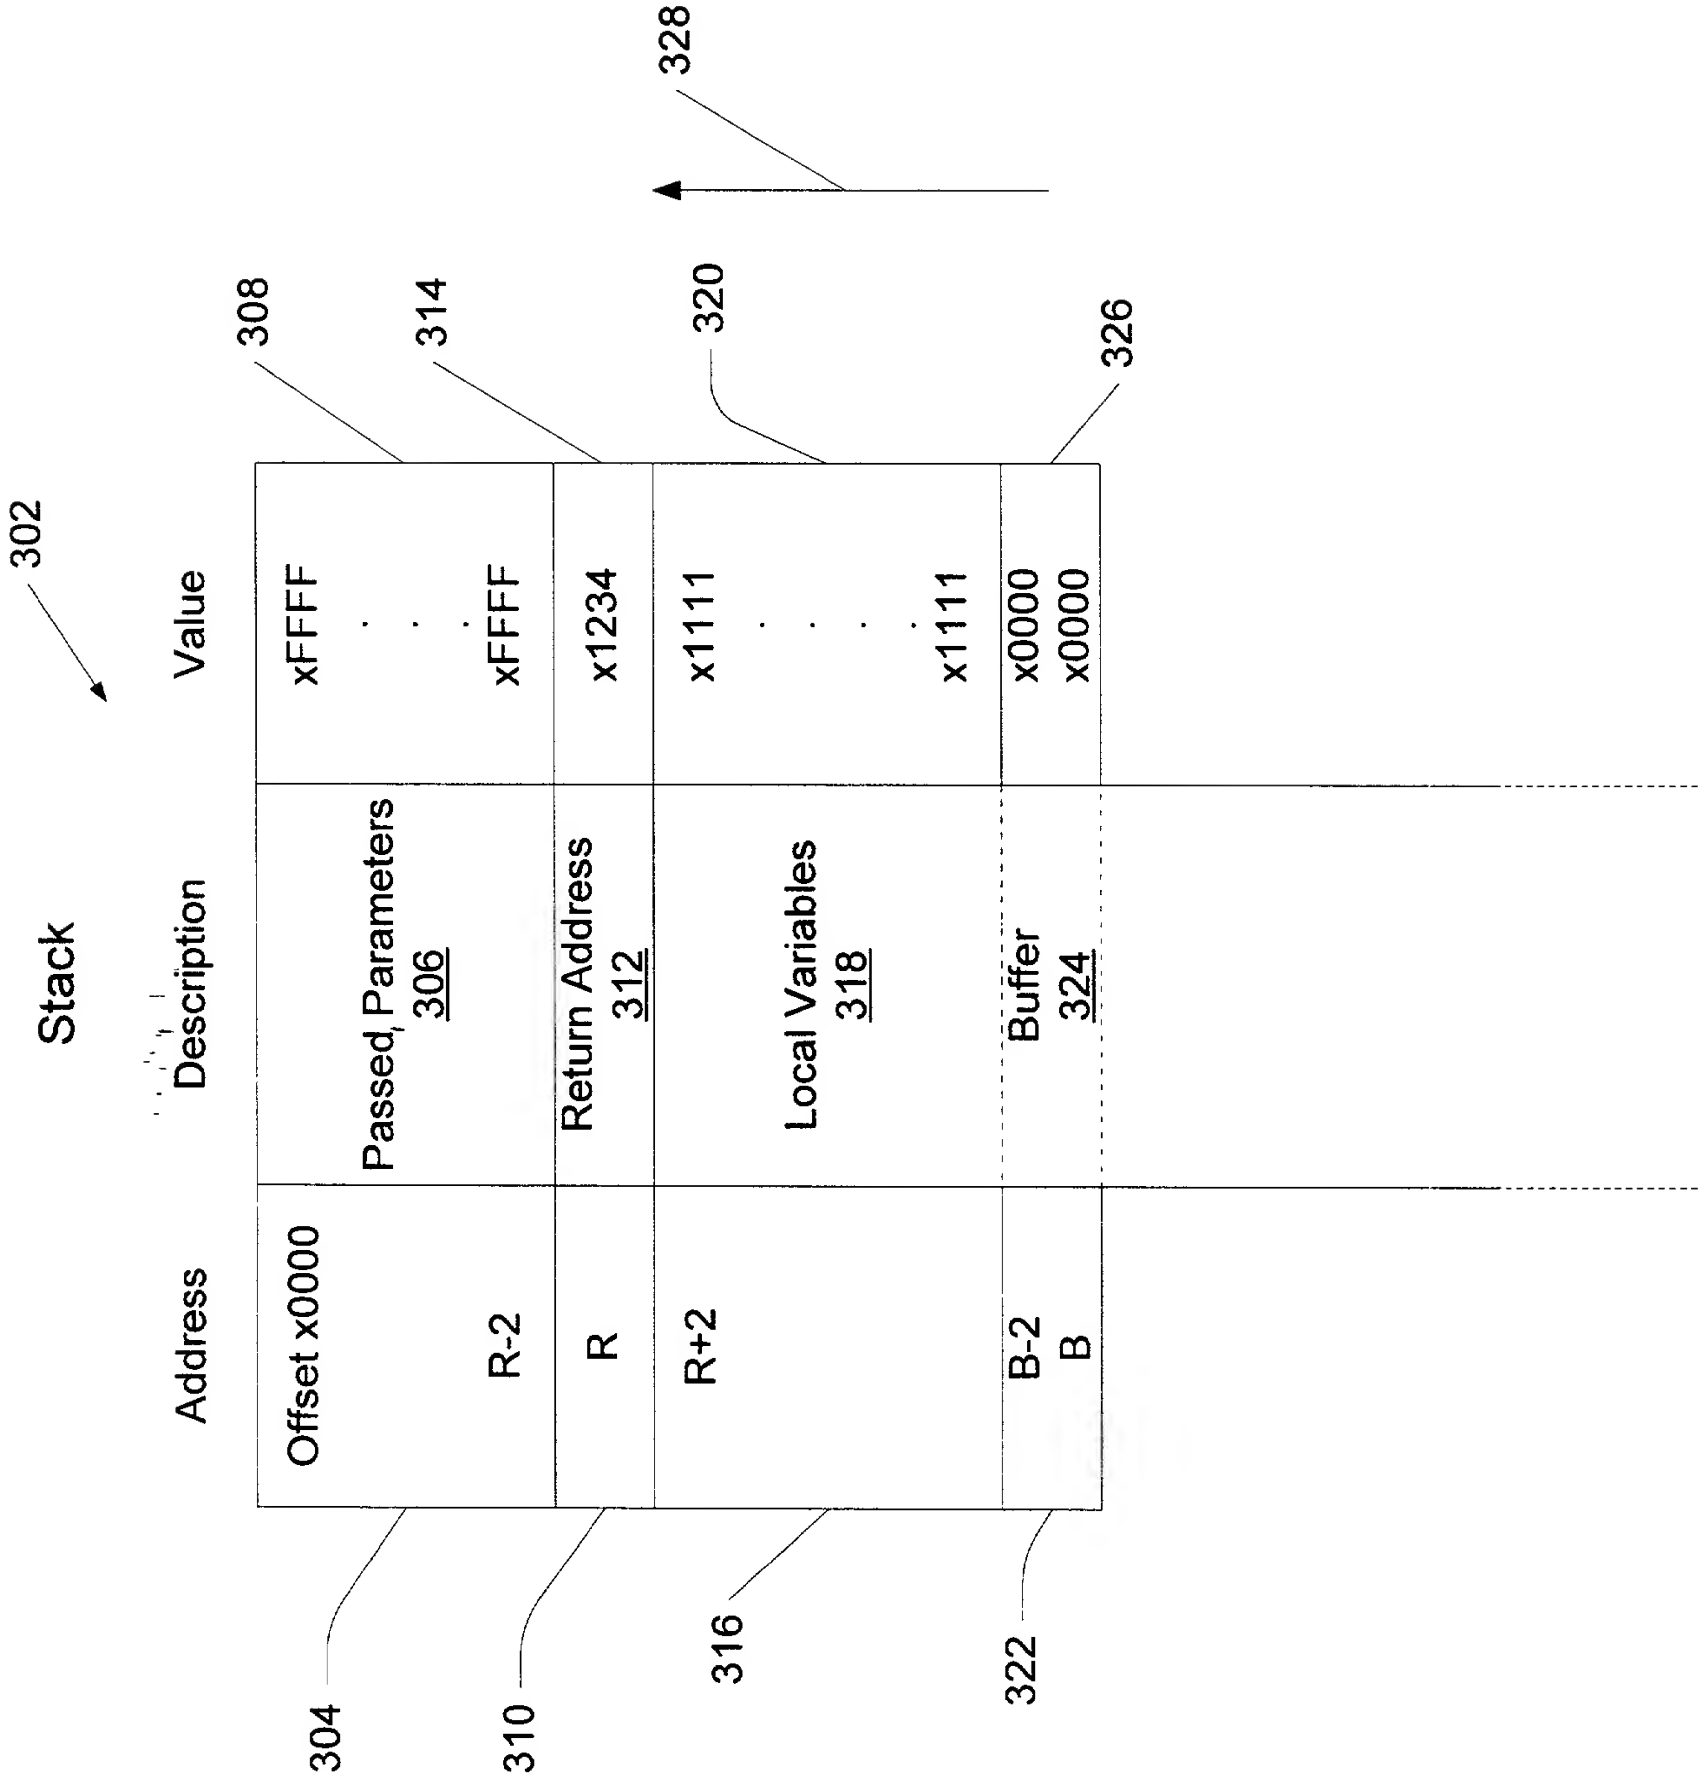 Stack
302
Address Description Value
Offset x0000 xFFFF
Passed Parameters
306
R-2 xFFFF
Return Address
R x1234
312
R+2 x1111
Local Variables
318
x1111
B-2 Buffer x0000
B 324 x0000
304
310
316
322
308
314
320
326
328